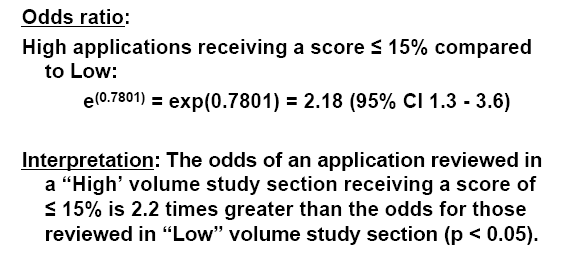 Odds ratio:
High applications receiving a score ≤ 15% compared
to Low:
e(0.7801) = exp(0.7801) = 2.18 (95% CI 1.3 - 3.6)
Interpretation: The odds of an application reviewed in
a “High’ volume study section receiving a score of
≤ 15% is 2.2 times greater than the odds for those
reviewed in “Low” volume study section (p < 0.05).